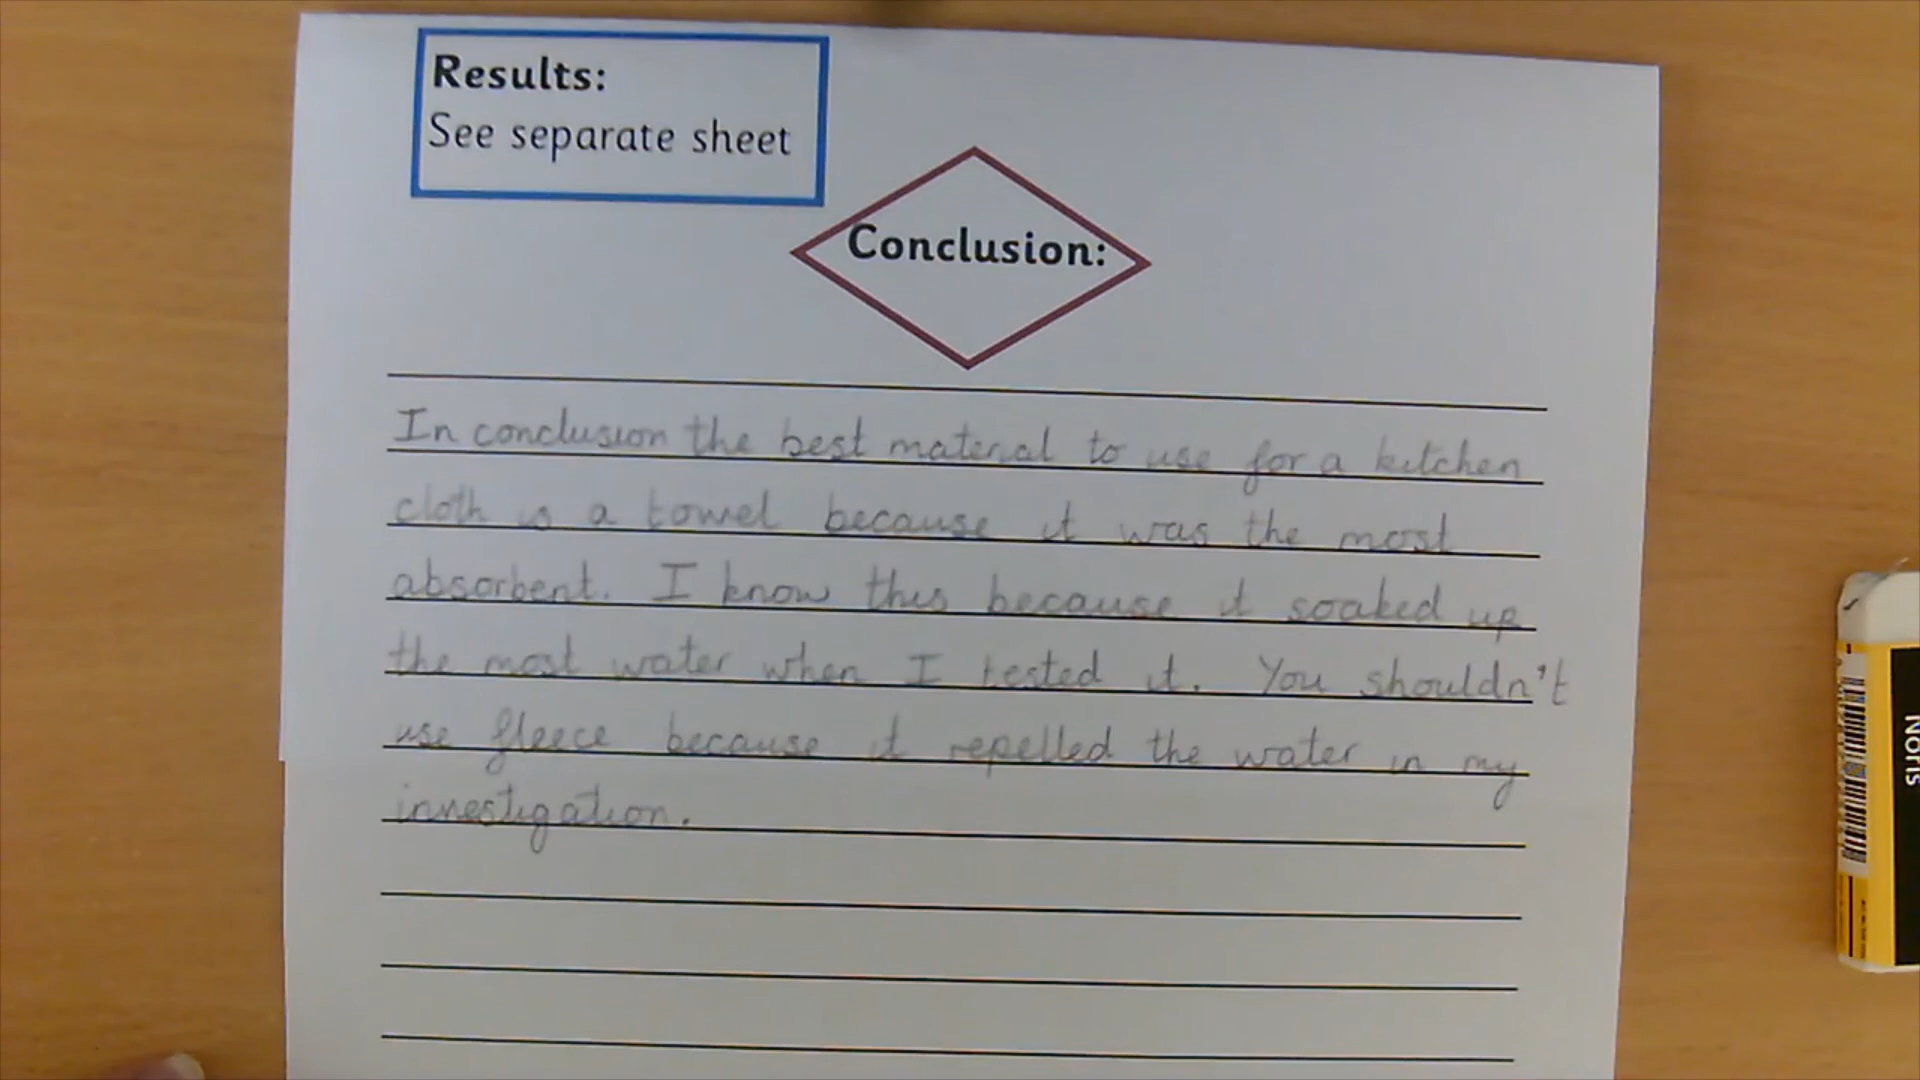 Results:
See separate sheet
Conclusion:
In conclusion the best material to use for a kitchen
cloth is a towel because it was the most
absorbent. I know this because it soaked up
the most water when I tested it. You shouldn't
use fleece because it repelled the water in my
investigation.
Noris